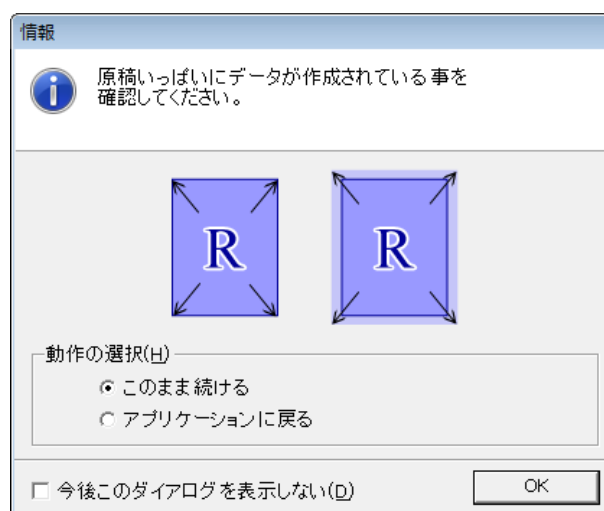 情報
原稿いっぱいにデータが作成されている事を
確認してください。
R R
動作の選択(H)
このまま続ける
アプリケーションに戻る
今後このダイアログを表示しない(D)
OK